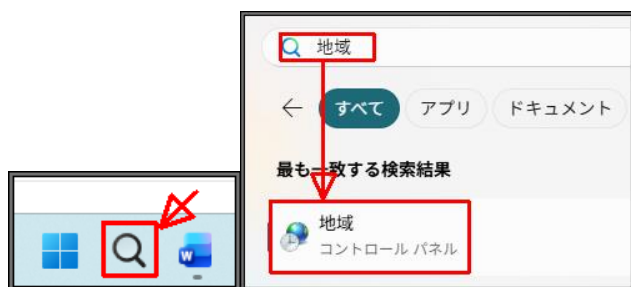 地域
← すべて アプリ ドキュメント
最も一致する検索結果
地域
コントロール パネル
W